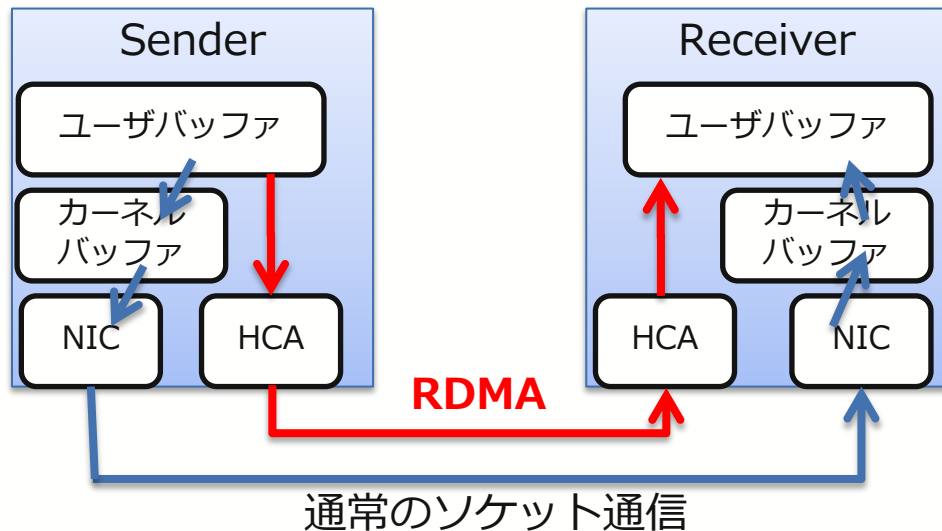 Sender
ユーザバッファ
カーネル
バッファ
NIC
HCA
Receiver
ユーザバッファ
カーネル
バッファ
HCA
NIC
RDMA
通常のソケット通信